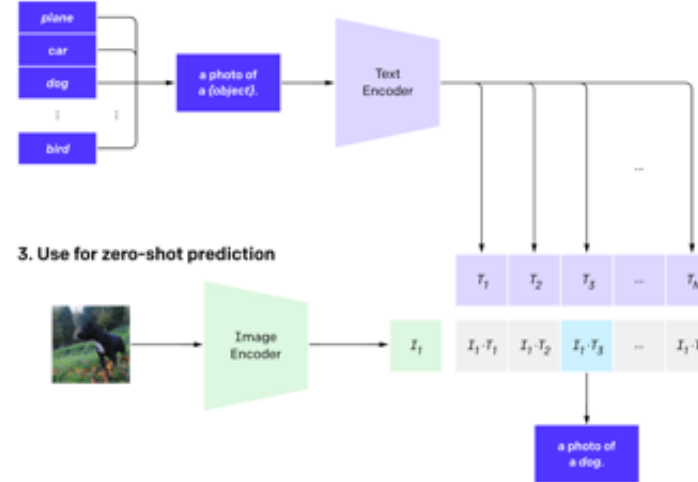 plane
car
dog
⋮ ⋮
bird
a photo of
a {object}.
Text
Encoder
...
3. Use for zero-shot prediction
T1 T2 T3 ...
Image
Encoder
I1
I1·T1 I1·T2 I1·T3 ...
a photo of
a dog.